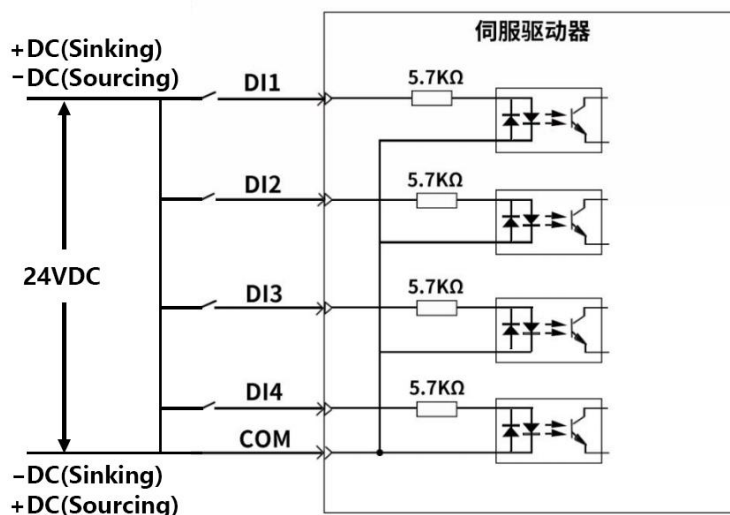 伺服驱动器
+DC(Sinking)
−DC(Sourcing)
DI1
5.7KΩ
DI2
5.7KΩ
24VDC
DI3
5.7KΩ
DI4
5.7KΩ
COM
−DC(Sinking)
+DC(Sourcing)